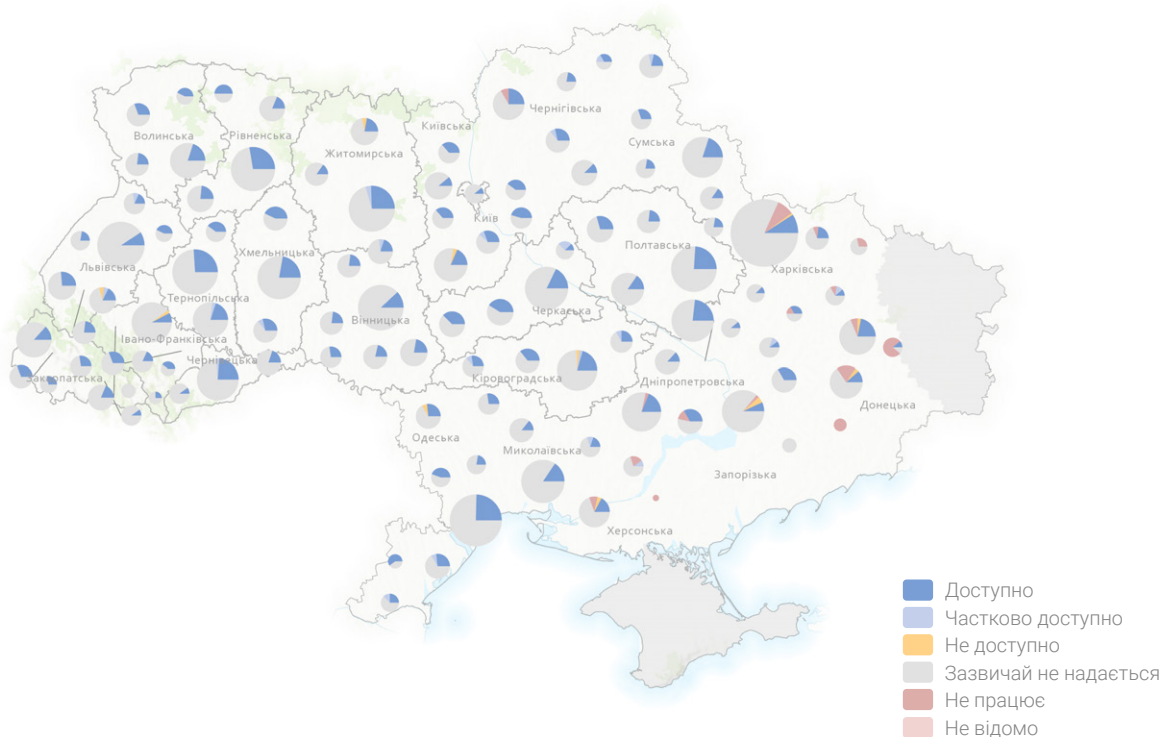 Чернігівська
Київська
Волинська
Рівненська
Сумська
Житомирська
Київ
Полтавська
Хмельницька
Львівська
Харківська
Тернопільська
Черкаська
Вінницька
Івано-Франківська
Чернівецька
Закарпатська
Кіровоградська
Дніпропетровська
Донецька
Одеська
Миколаївська
Запорізька
Херсонська
Доступно
Частково доступно
Не доступно
Зазвичай не надається
Не працює
Не відомо